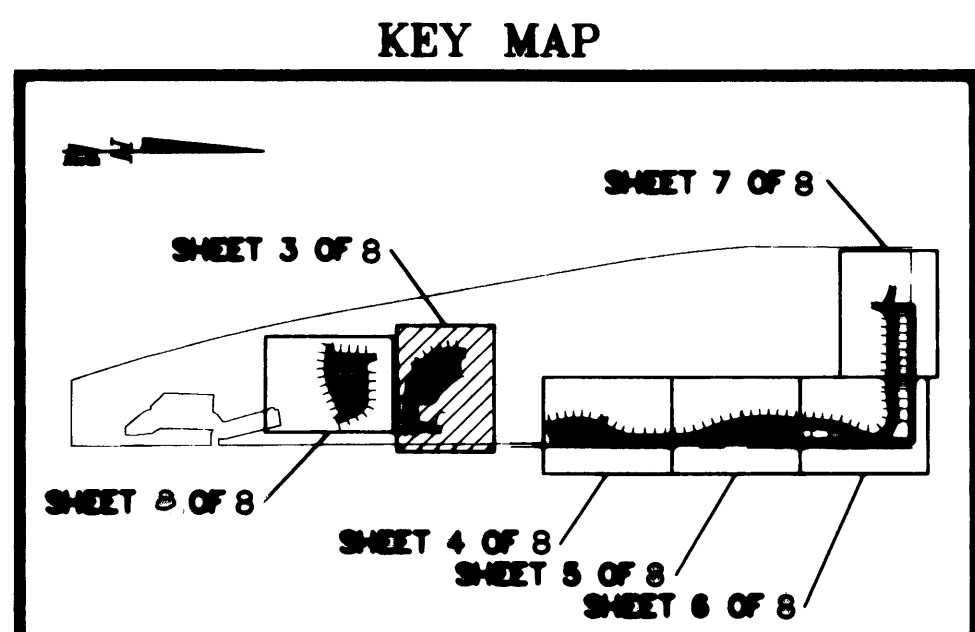 KEY MAP
N
SHEET 7 OF 8
SHEET 3 OF 8
SHEET 8 OF 8
SHEET 4 OF 8
SHEET 5 OF 8
SHEET 6 OF 8